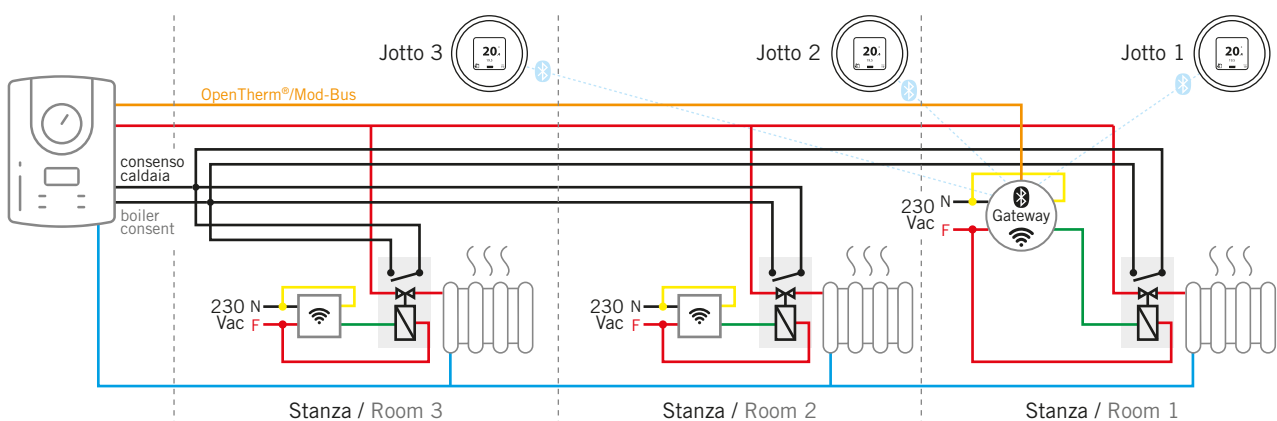 Jotto 3
20.
Jotto 2
20.
Jotto 1
20.
OpenTherm®/Mod-Bus
consenso
caldaia
boiler
consent
230 N
Vac F
230 N
Vac F
230 N
Vac F
Gateway
Stanza / Room 3
Stanza / Room 2
Stanza / Room 1